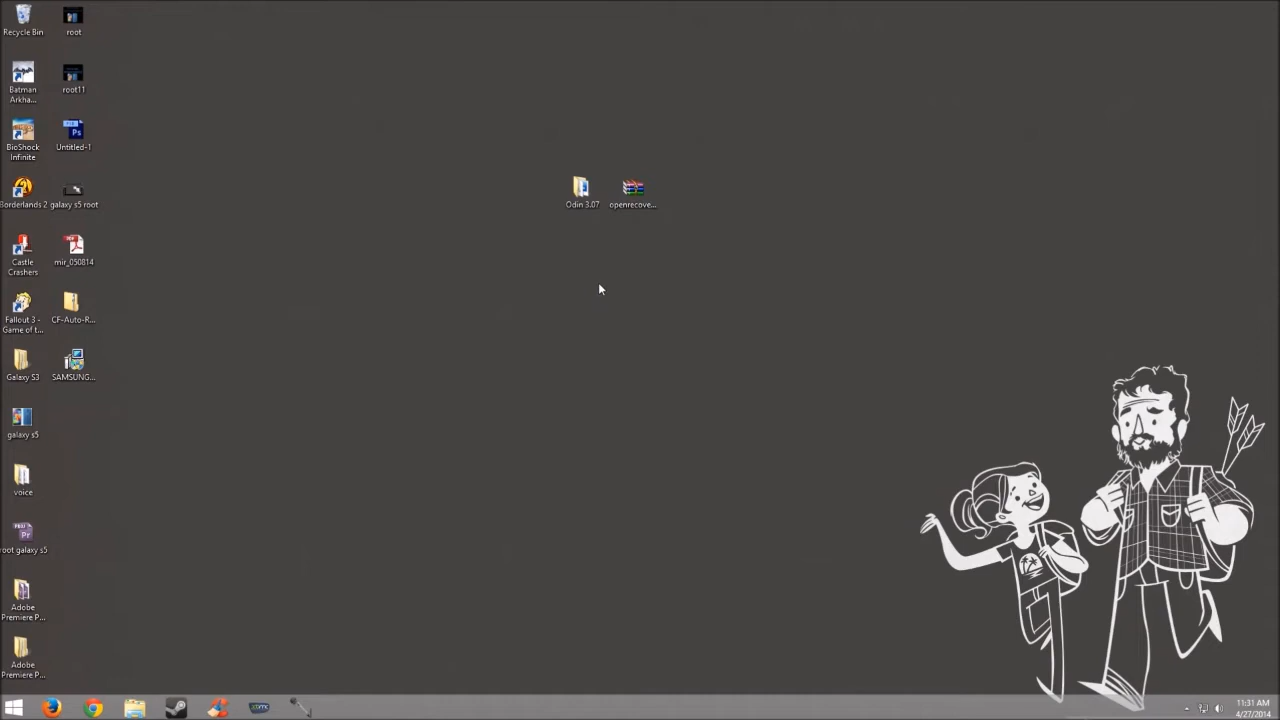 Recycle Bin
root
Batman
Arkha...
root11
BioShock
Infinite
Untitled-1
Borderlands 2
galaxy s5 root
Castle
Crashers
mir_050814
Fallout 3 -
Game of t...
CF-Auto-R...
Galaxy S3
SAMSUNG...
galaxy s5
voice
root galaxy s5
Adobe
Premiere P...
Adobe
Premiere P...
Odin 3.07
openrecove...
11:31 AM
4/27/2014